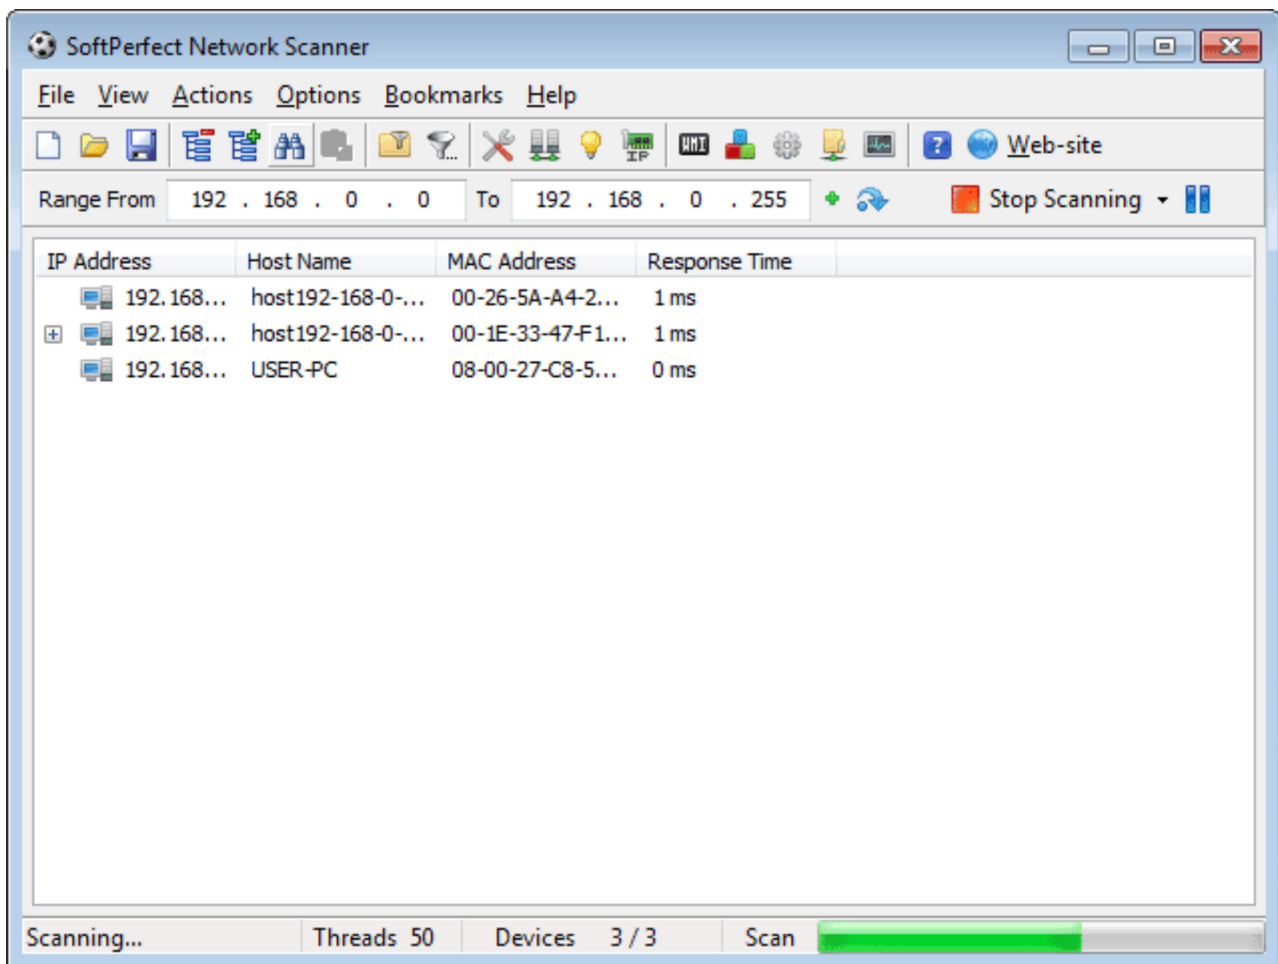 SoftPerfect Network Scanner
File View Actions Options Bookmarks Help
IP WMI ? Web-site
Range From 192 . 168 . 0 . 0 To 192 . 168 . 0 . 255 Stop Scanning
IP Address Host Name MAC Address Response Time
192.168... host192-168-0-... 00-26-5A-A4-2... 1 ms
192.168... host192-168-0-... 00-1E-33-47-F1... 1 ms
192.168... USER-PC 08-00-27-C8-5... 0 ms
Scanning... Threads 50 Devices 3 / 3 Scan